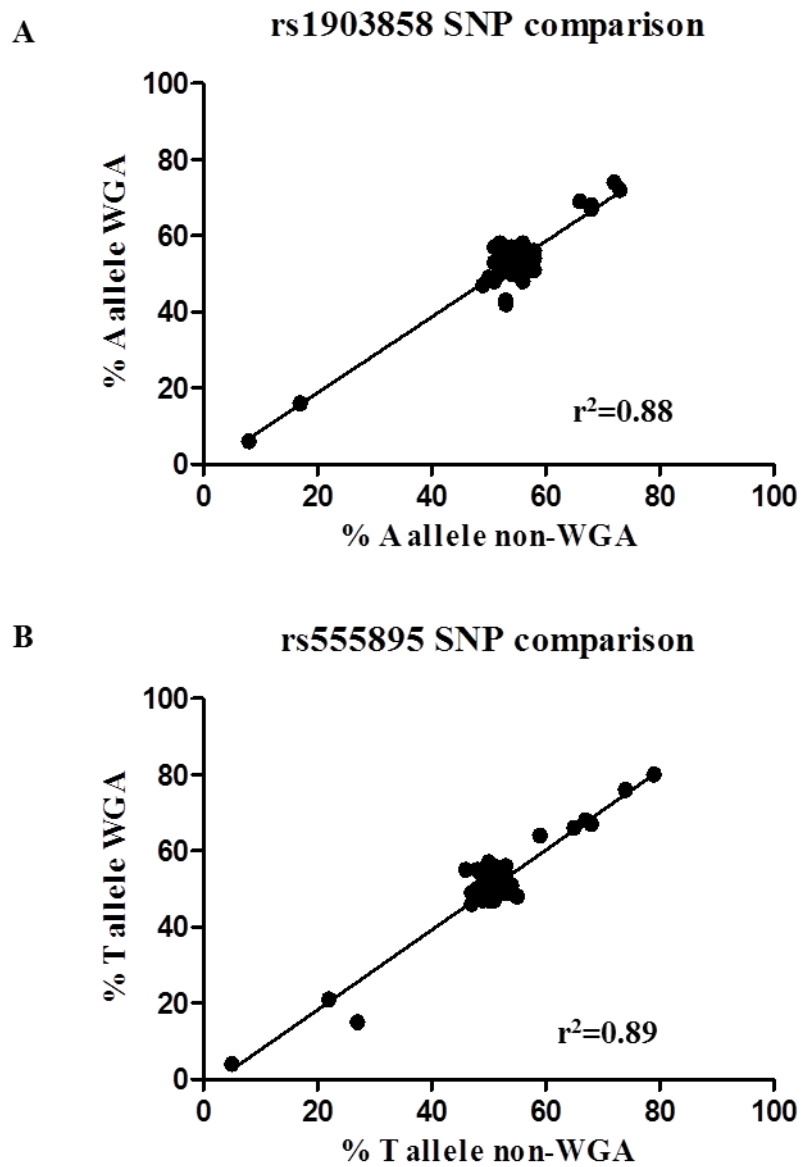 A
rs1903858 SNP comparison
100
80
60
40
20
0
% A allele WGA
r²=0.88
0 20 40 60 80 100
% A allele non-WGA
B
rs555895 SNP comparison
100
80
60
40
20
0
% T allele WGA
r²=0.89
0 20 40 60 80 100
% T allele non-WGA